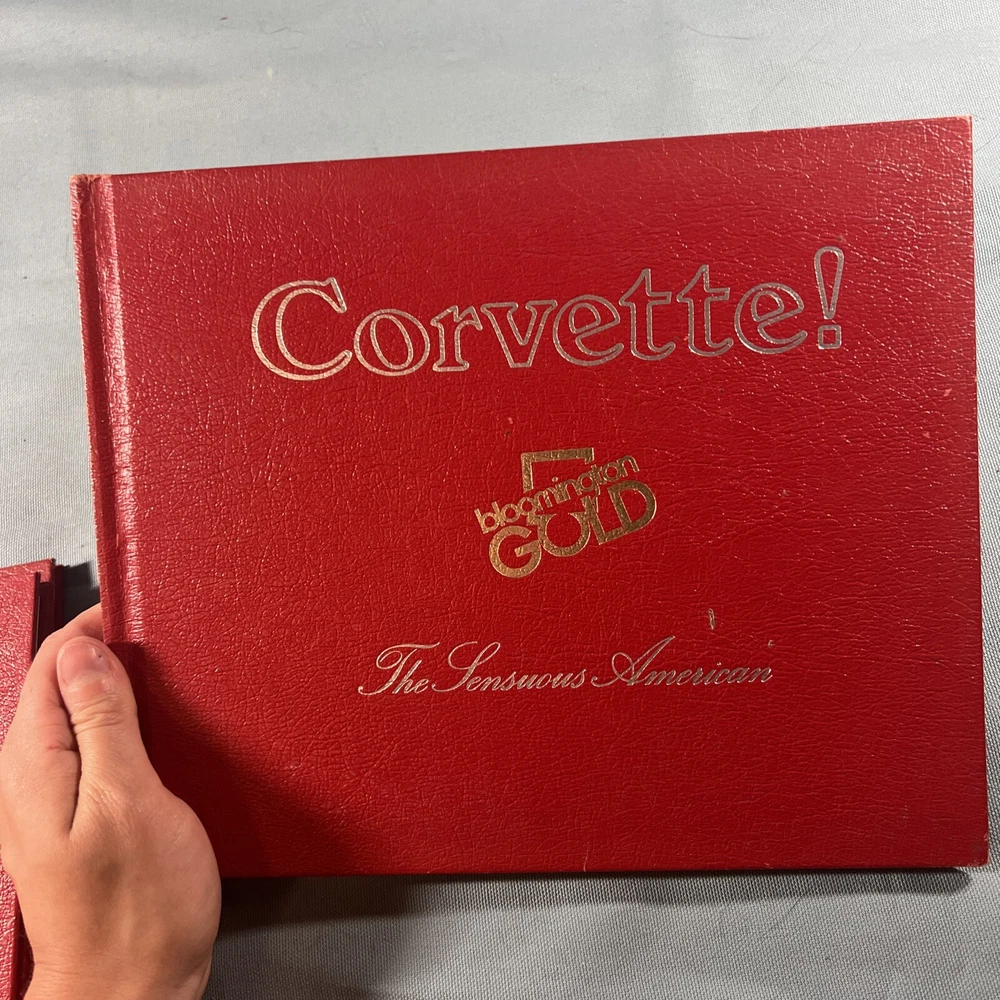 Corvette!
bloomington
GOLD
The Sensuous American